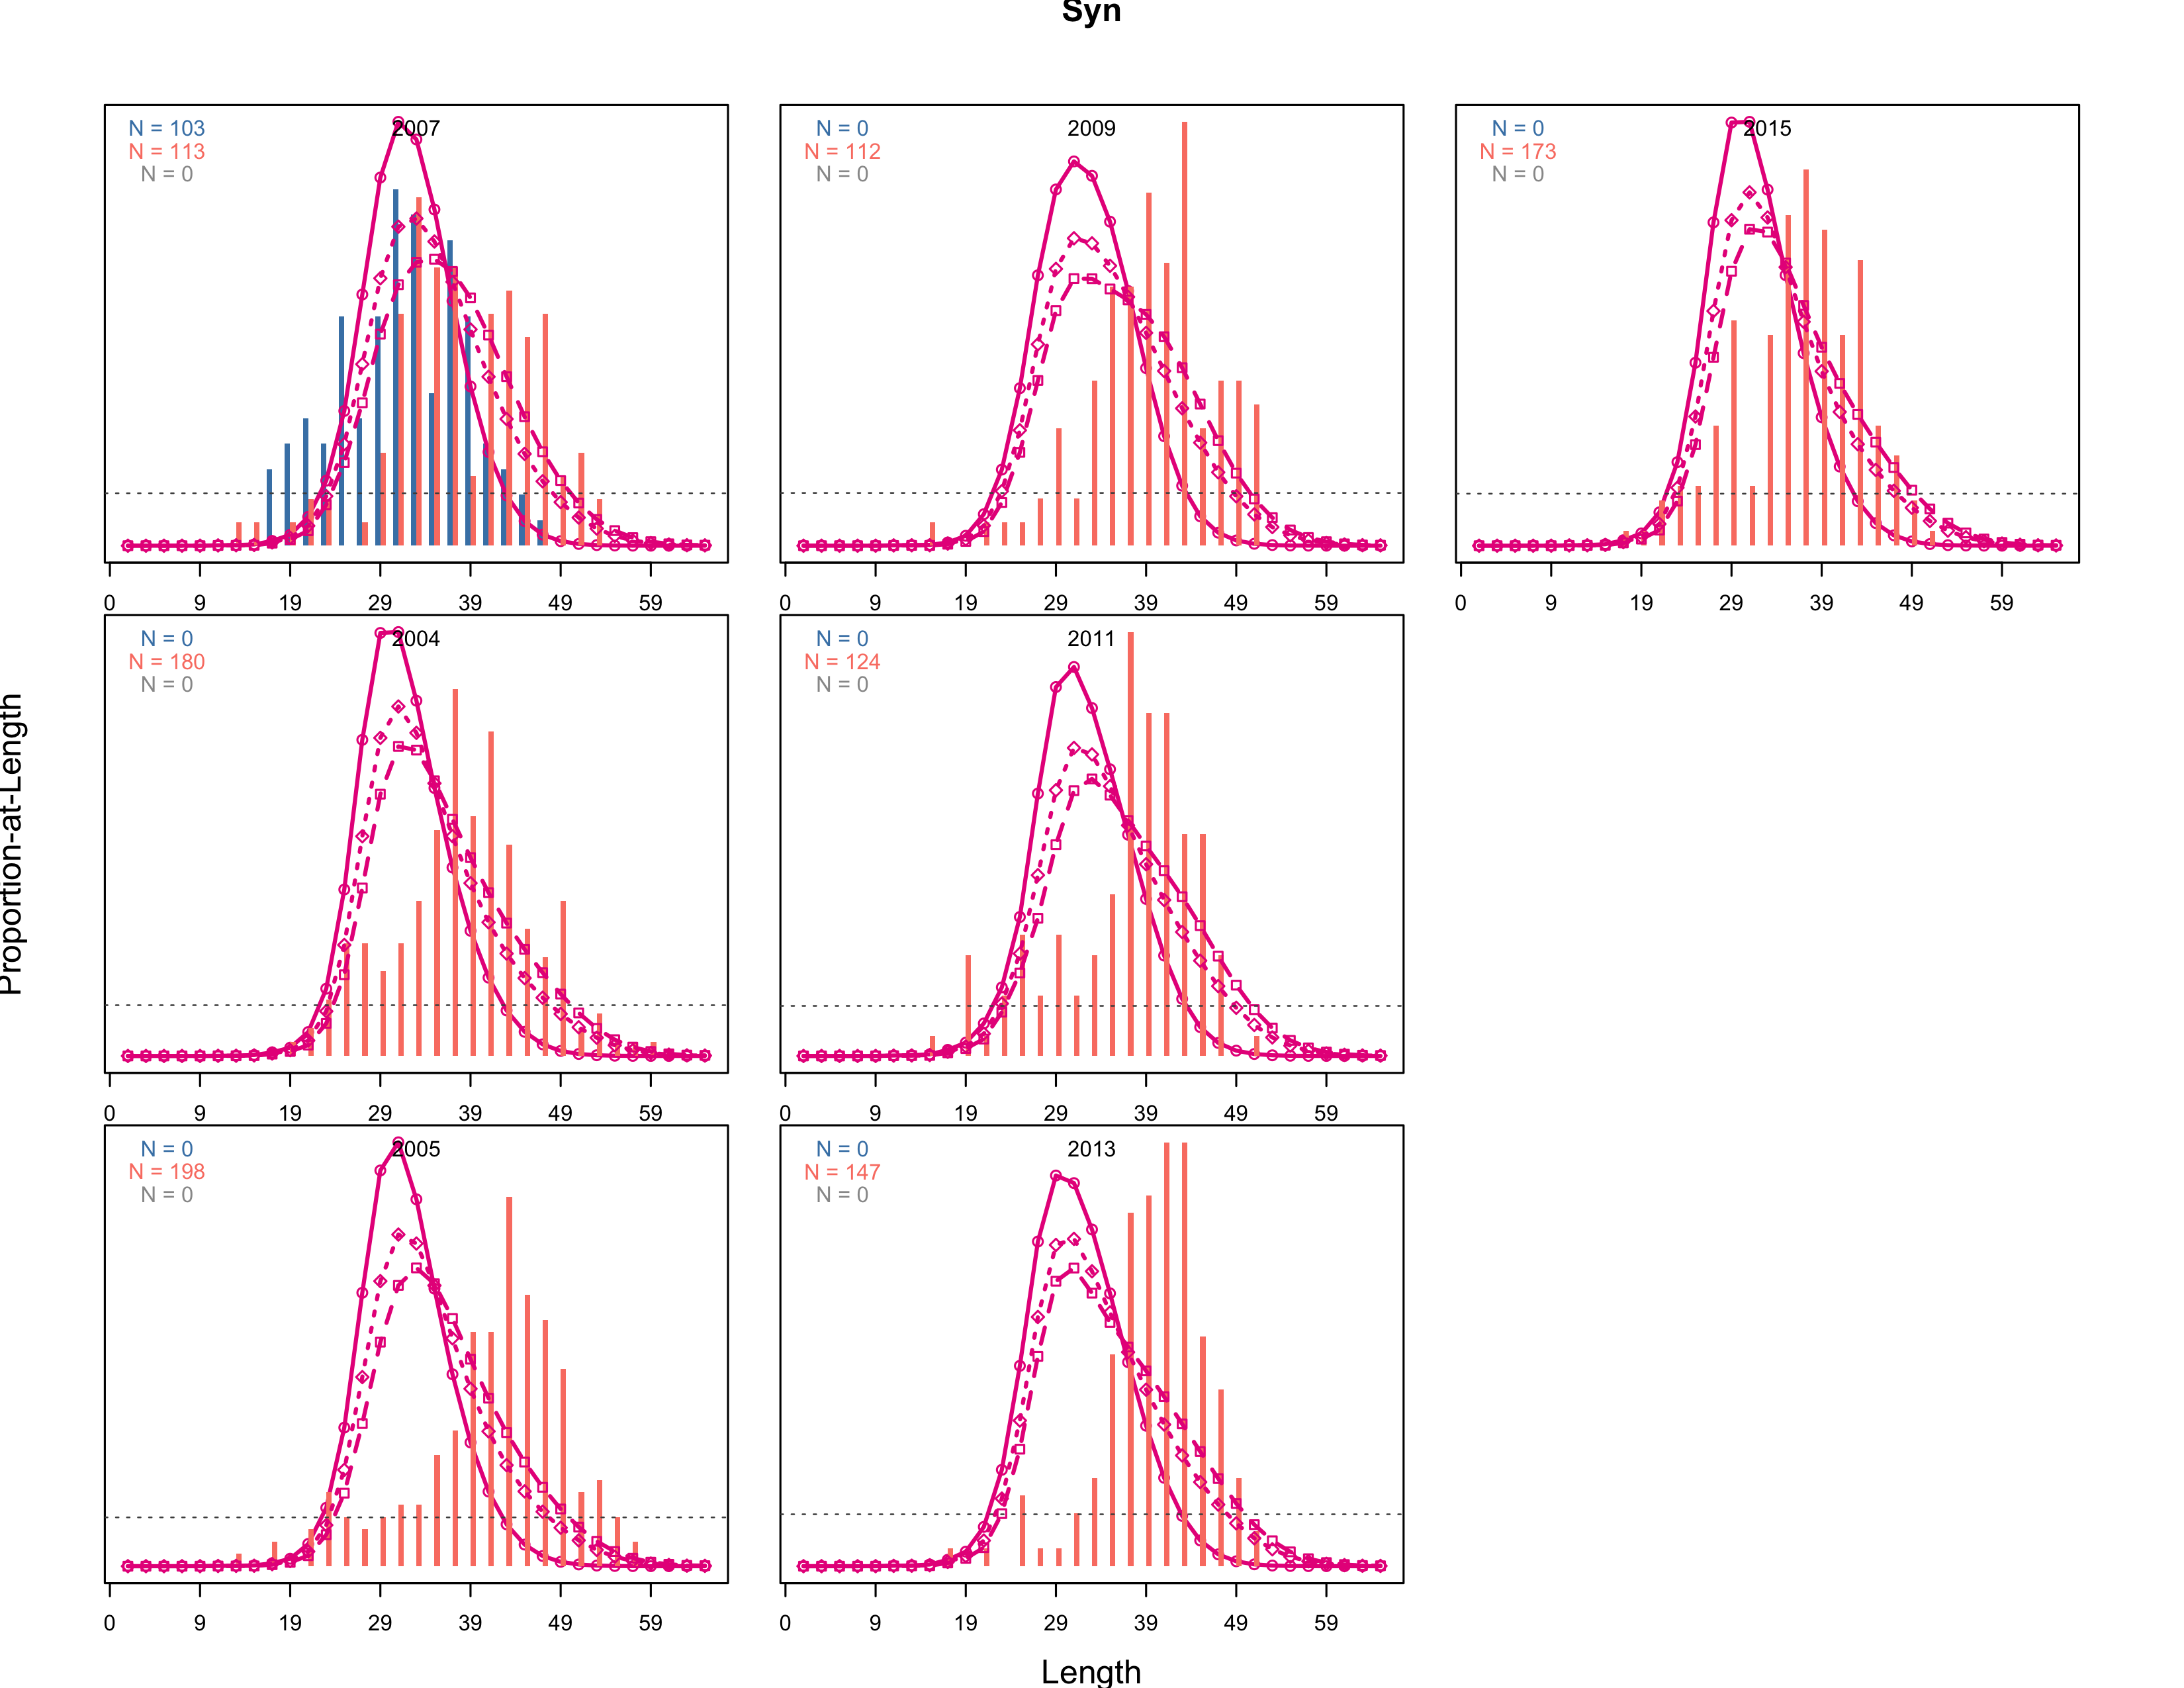 Syn
N = 103
N = 113
N = 0
2007
0 9 19 29 39 49 59
N = 0
N = 112
N = 0
2009
0 9 19 29 39 49 59
N = 0
N = 173
N = 0
2015
0 9 19 29 39 49 59
N = 0
N = 180
N = 0
2004
0 9 19 29 39 49 59
N = 0
N = 124
N = 0
2011
0 9 19 29 39 49 59
N = 0
N = 198
N = 0
2005
0 9 19 29 39 49 59
N = 0
N = 147
N = 0
2013
0 9 19 29 39 49 59
Proportion-at-Length
Length